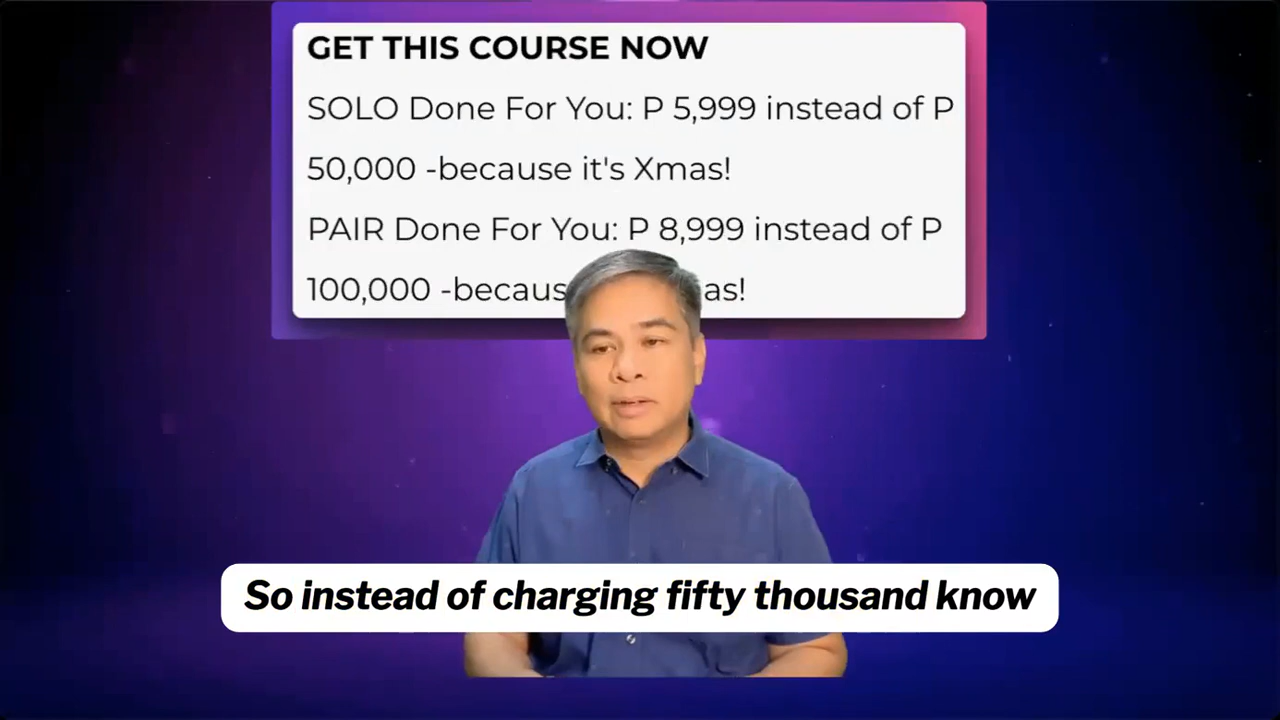 GET THIS COURSE NOW
SOLO Done For You: P 5,999 instead of P
50,000 -because it's Xmas!
PAIR Done For You: P 8,999 instead of P
100,000 -becaus as!
So instead of charging fifty thousand know